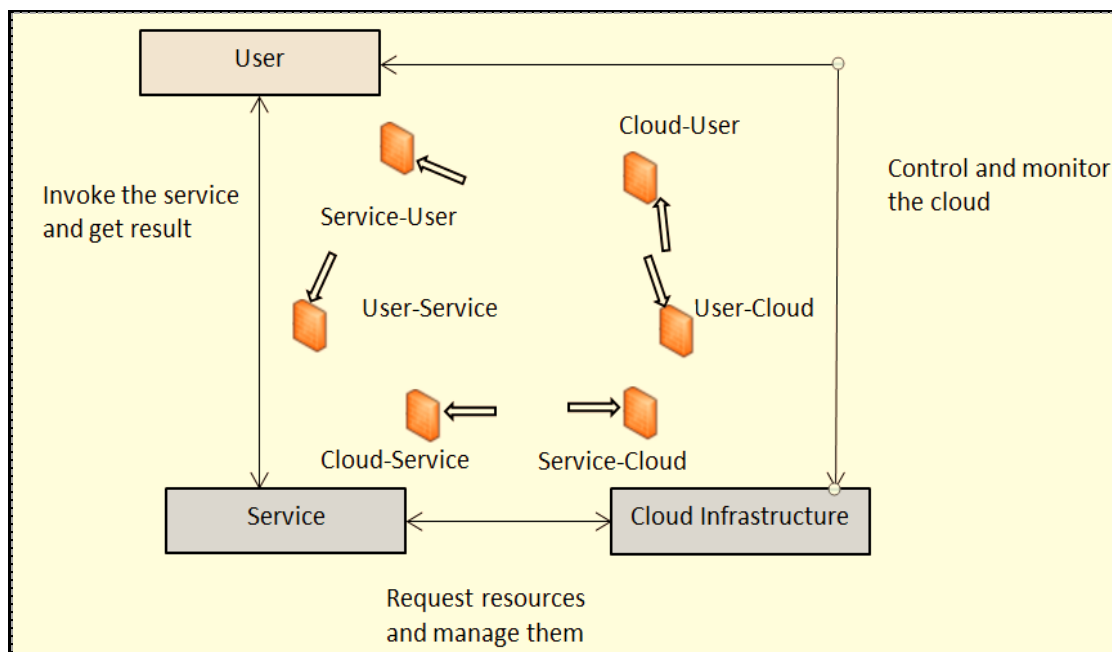 User
Cloud-User
Control and monitor
the cloud
Invoke the service
and get result
Service-User
User-Service
User-Cloud
Cloud-Service
Service-Cloud
Service
Cloud Infrastructure
Request resources
and manage them